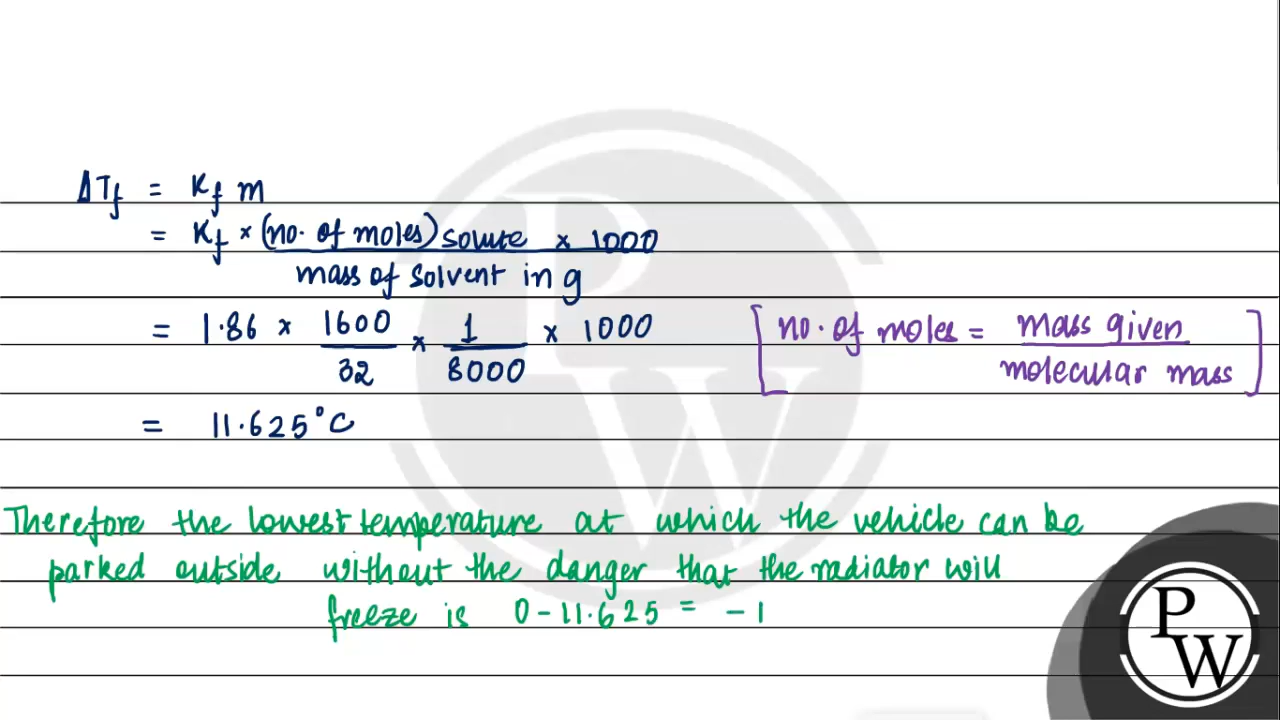 ΔTf = Kf m
= Kf × (no. of moles) solute × 1000
mass of solvent in g
= 1.86 × 1600/32 × 1/8000 × 1000
[no. of moles = mass given/molecular mass]
= 11.625°C
Therefore the lowest temperature at which the vehicle can be
parked outside without the danger that the radiator will
freeze is 0 - 11.625 = - 1
P
W
P
W